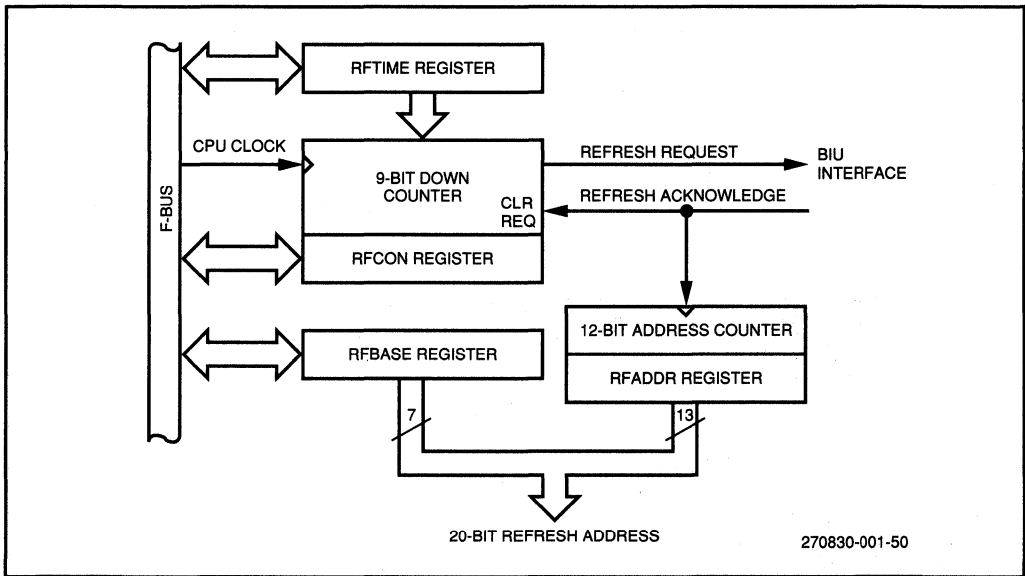 RFTIME REGISTER
F-BUS
CPU CLOCK
9-BIT DOWN
COUNTER
CLR
REQ
REFRESH REQUEST
BIU
INTERFACE
REFRESH ACKNOWLEDGE
RFCON REGISTER
12-BIT ADDRESS COUNTER
RFBASE REGISTER
RFADDR REGISTER
7
13
20-BIT REFRESH ADDRESS
270830-001-50